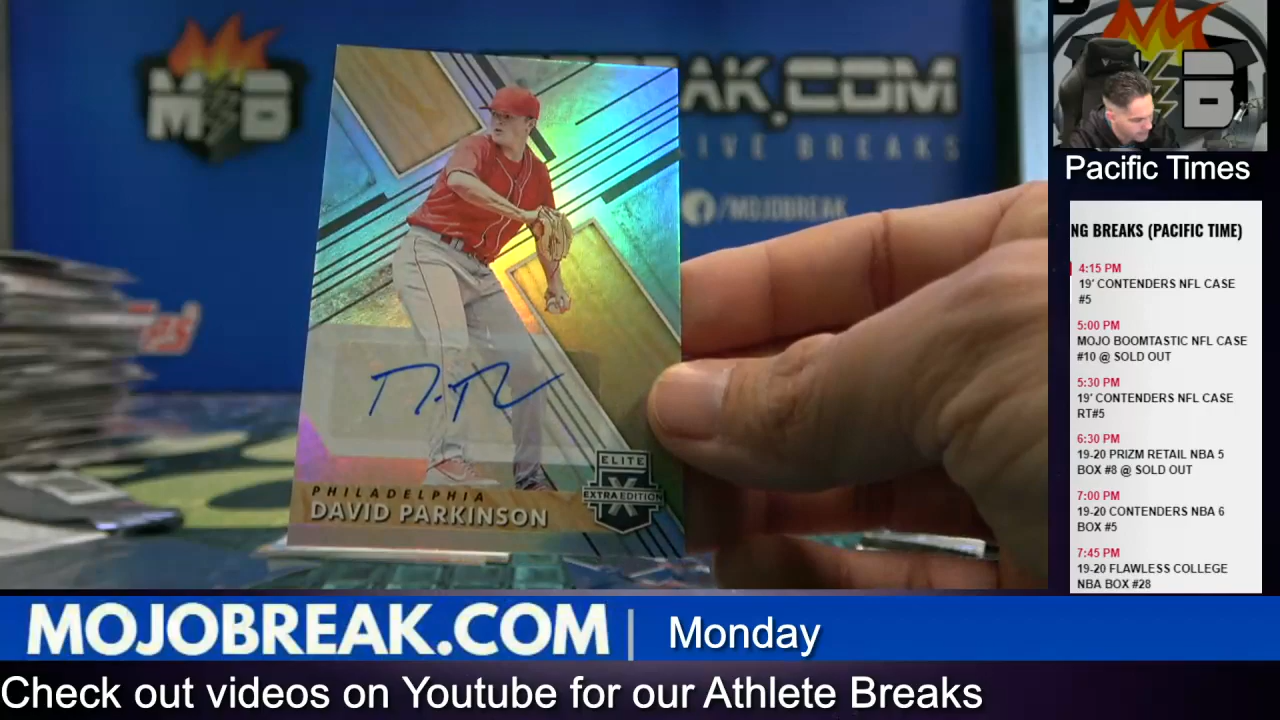 M B
AK.COM
LIVE BREAKS
/MOJOBREAK
PHILADELPHIA
DAVID PARKINSON
ELITE
X
EXTRA EDITION
B
Pacific Times
NG BREAKS (PACIFIC TIME)
4:15 PM
19' CONTENDERS NFL CASE
#5
5:00 PM
MOJO BOOMTASTIC NFL CASE
#10 @ SOLD OUT
5:30 PM
19' CONTENDERS NFL CASE
RT#5
6:30 PM
19-20 PRIZM RETAIL NBA 5
BOX #8 @ SOLD OUT
7:00 PM
19-20 CONTENDERS NBA 6
BOX #5
7:45 PM
19-20 FLAWLESS COLLEGE
NBA BOX #28
MOJOBREAK.COM | Monday
Check out videos on Youtube for our Athlete Breaks